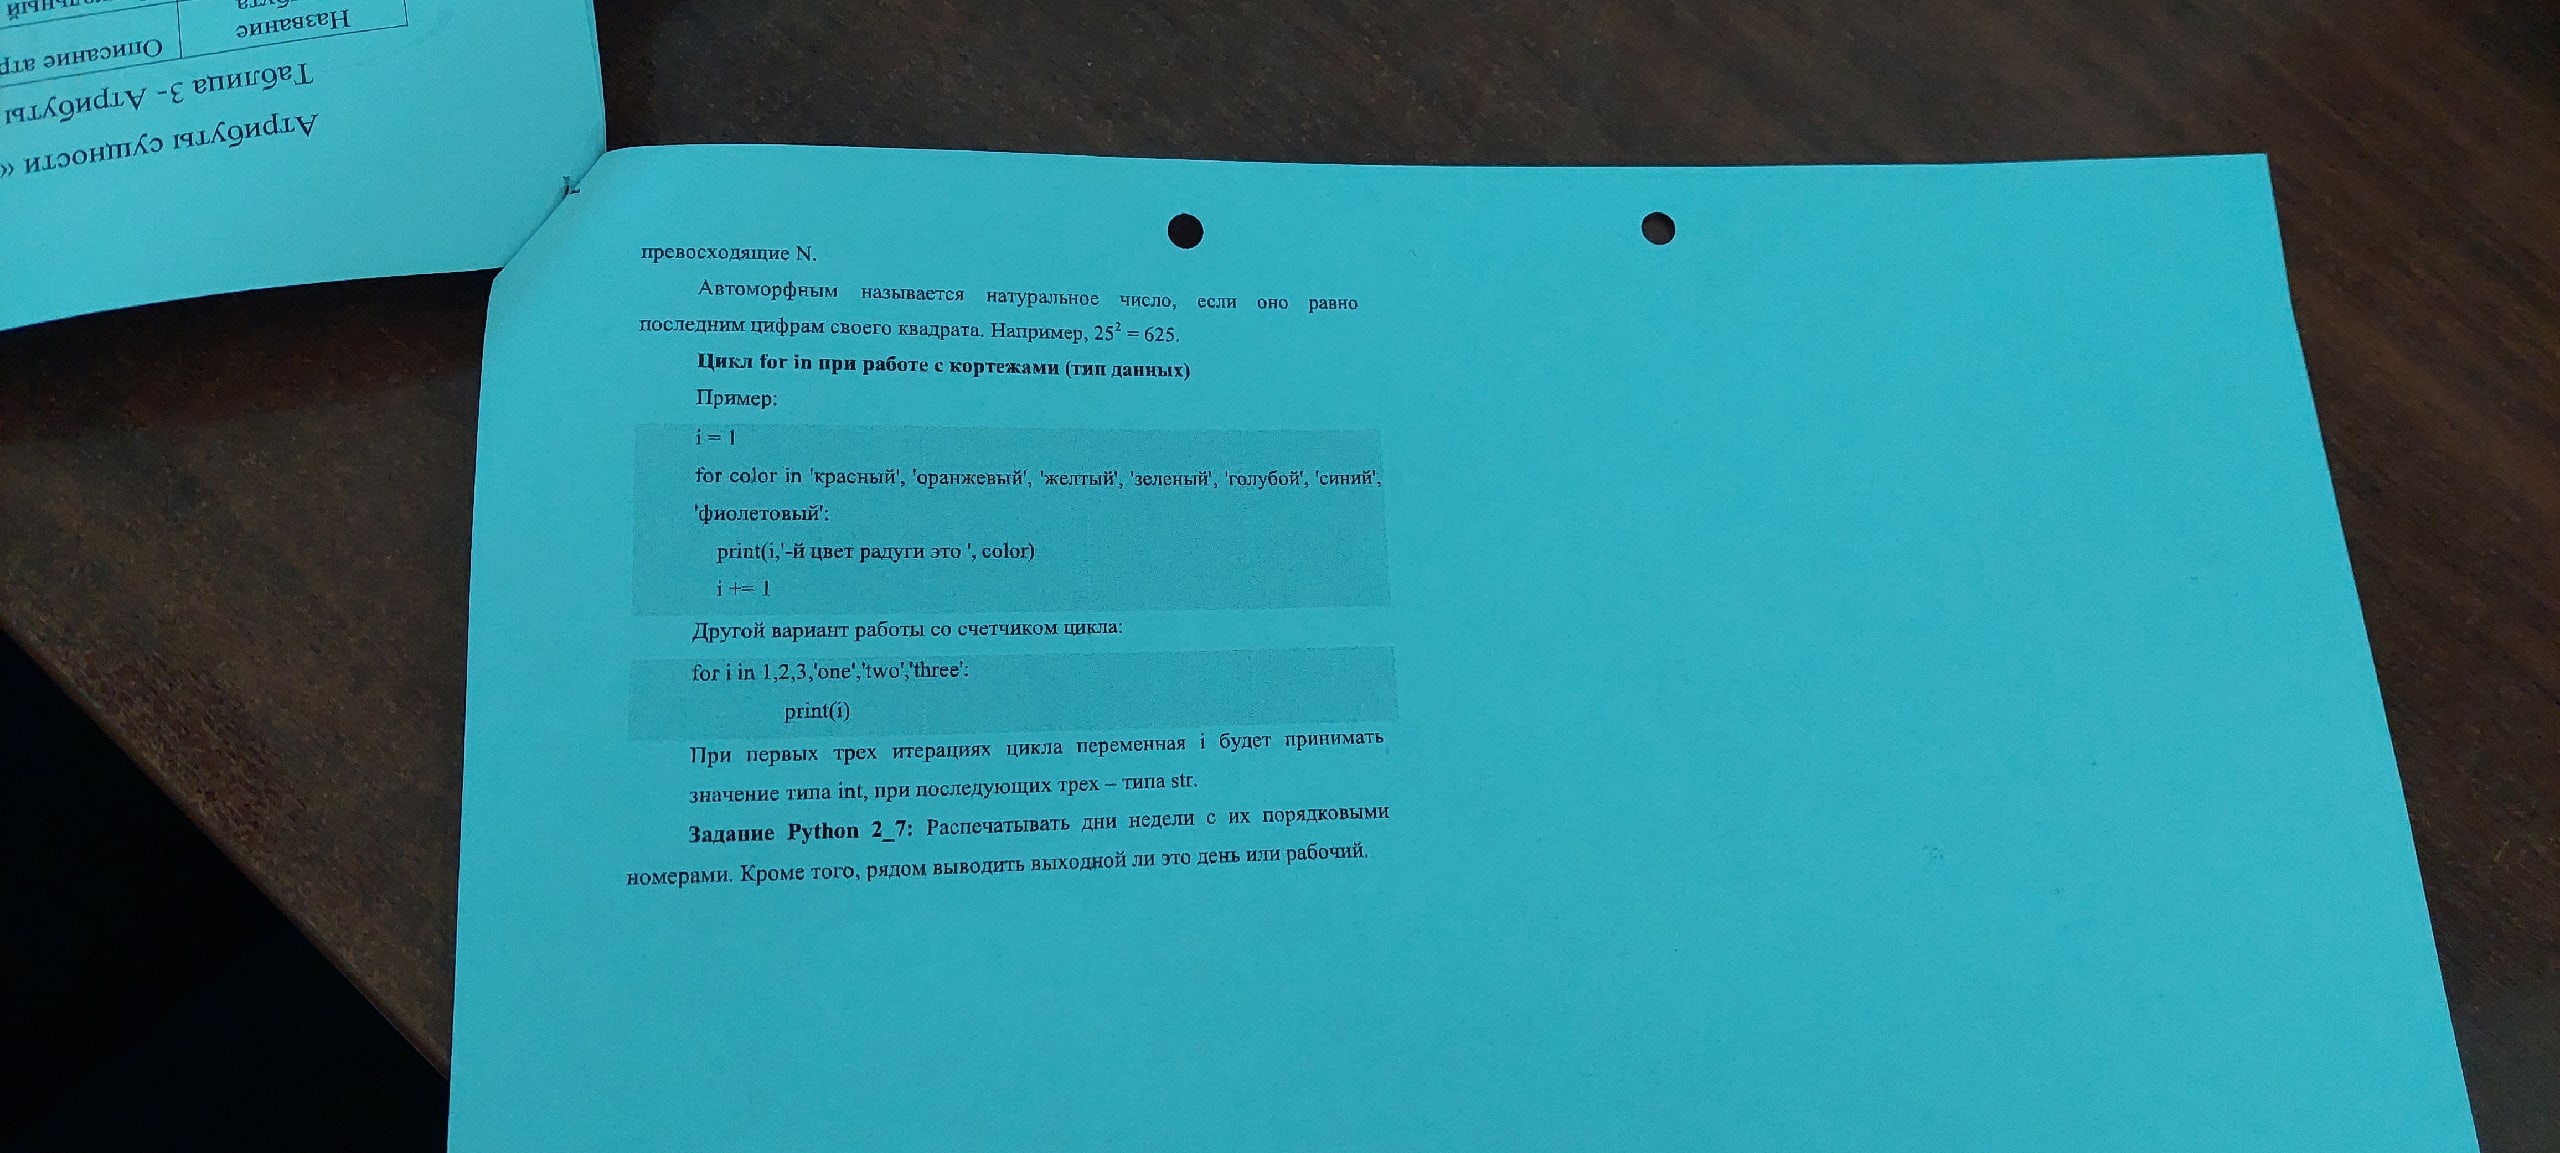 превосходящие N.
Автоморфным называется натуральное число, если оно равно
последним цифрам своего квадрата. Например, 25² = 625.
Цикл for in при работе с кортежами (тип данных)
Пример:
i = 1
for color in 'красный', 'оранжевый', 'желтый', 'зеленый', 'голубой', 'синий',
'фиолетовый':
print(i,'-й цвет радуги это ', color)
i += 1
Другой вариант работы со счетчиком цикла:
for i in 1,2,3,'one','two','three':
print(i)
При первых трех итерациях цикла переменная i будет принимать
значение типа int, при последующих трех – типа str.
Задание Python 2_7: Распечатывать дни недели с их порядковыми
номерами. Кроме того, рядом выводить выходной ли это день или рабочий.
Атрибуты сущности «
Таблица 3- Атрибуты
Название
Описание атр